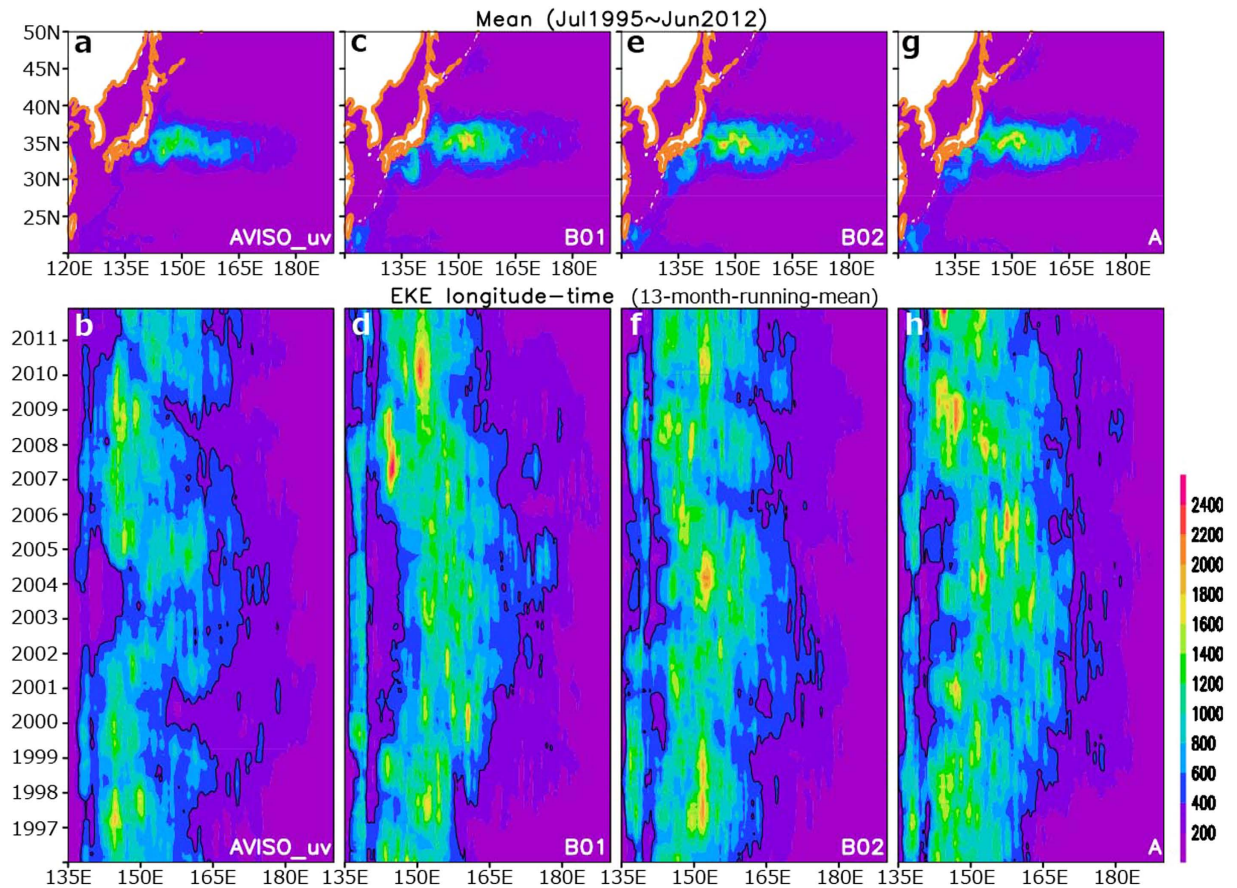 Mean (Jul1995~Jun2012)
50N
45N
40N
35N
30N
25N
a
AVISO_uv
c
B01
e
B02
g
A
120E 135E 150E 165E 180E
135E 150E 165E 180E
135E 150E 165E 180E
135E 150E 165E 180E
EKE longitude-time (13-month-running-mean)
2011
2010
2009
2008
2007
2006
2005
2004
2003
2002
2001
2000
1999
1998
1997
b
AVISO_uv
d
B01
f
B02
h
A
135E 150E 165E
135E 150E 165E
135E 150E 165E
135E 150E 165E 180E
2400
2200
2000
1800
1600
1400
1200
1000
800
600
400
200